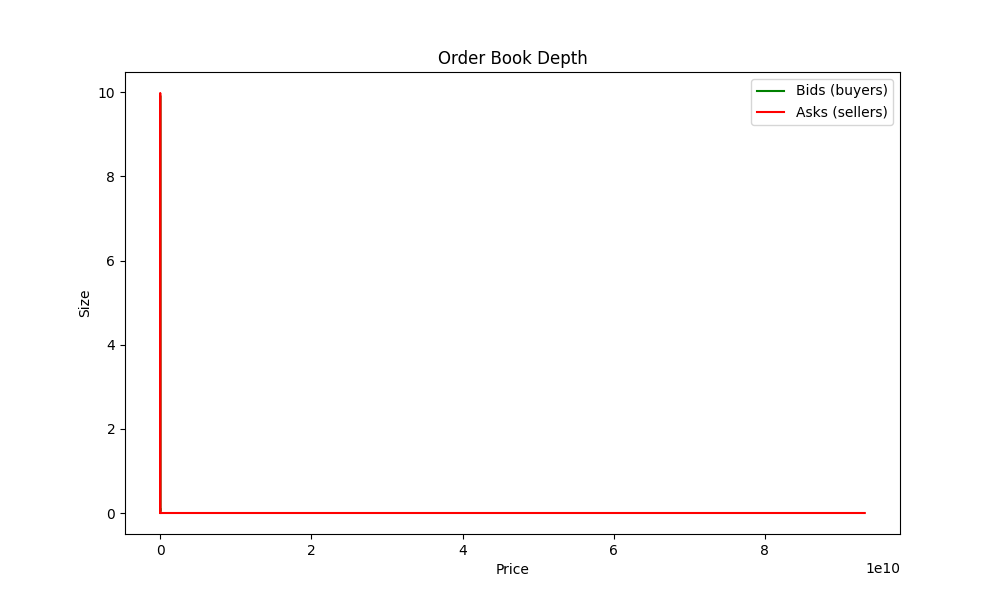 Order Book Depth
Bids (buyers)
Asks (sellers)
10
8
6
4
2
0
Size
0 2 4 6 8
1e10
Price